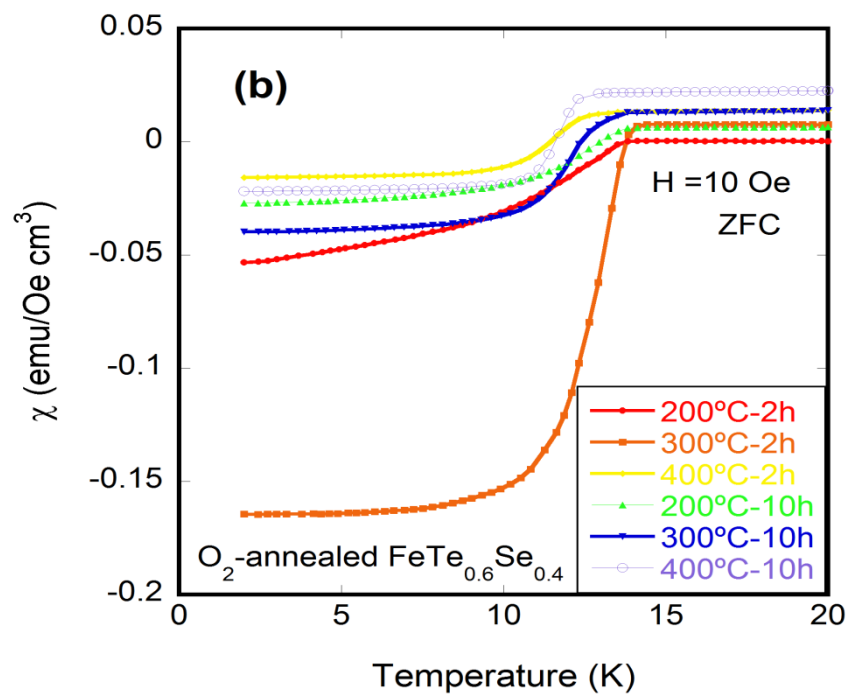 0.05
0
-0.05
-0.1
-0.15
-0.2
χ (emu/Oe cm³)
(b)
H =10 Oe
ZFC
200ºC-2h
300ºC-2h
400ºC-2h
200ºC-10h
300ºC-10h
400ºC-10h
O₂-annealed FeTe₀.₆Se₀.₄
0 5 10 15 20
Temperature (K)